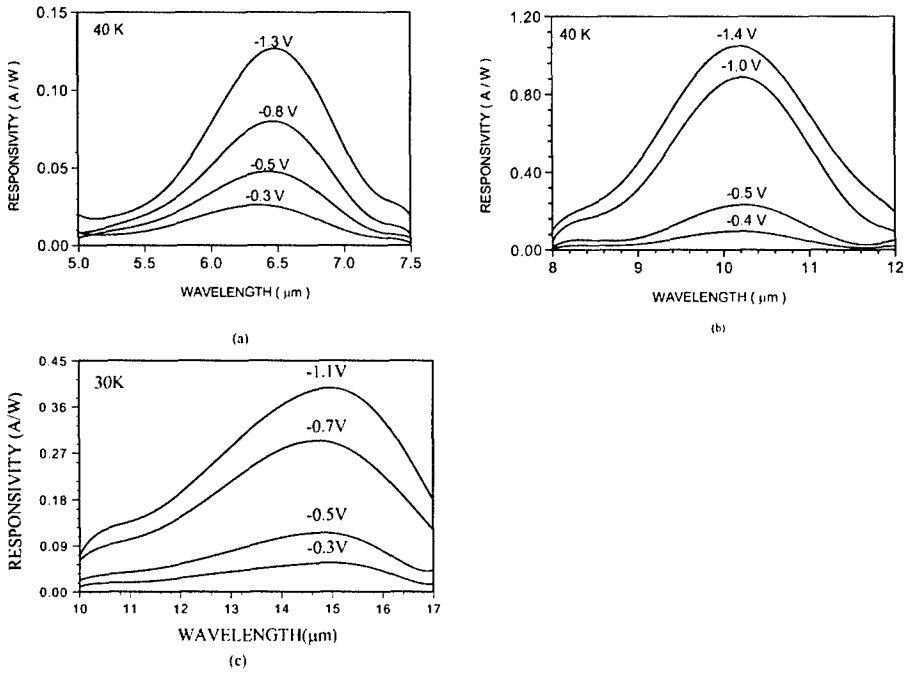 0.15
40 K
-1.3 V
0.10
-0.8 V
0.05
-0.5 V
-0.3 V
0.00
5.0 5.5 6.0 6.5 7.0 7.5
RESPONSIVITY ( A / W )
WAVELENGTH ( μm )
(a)
1.20
40 K
-1.4 V
-1.0 V
0.80
0.40
-0.5 V
-0.4 V
0.00
8 9 10 11 12
RESPONSIVITY ( A / W )
WAVELENGTH ( μm )
(b)
0.45
30K
-1.1V
0.36
-0.7V
0.27
0.18
-0.5V
0.09
-0.3V
0.00
10 11 12 13 14 15 16 17
RESPONSIVITY (A/W)
WAVELENGTH(μm)
(c)